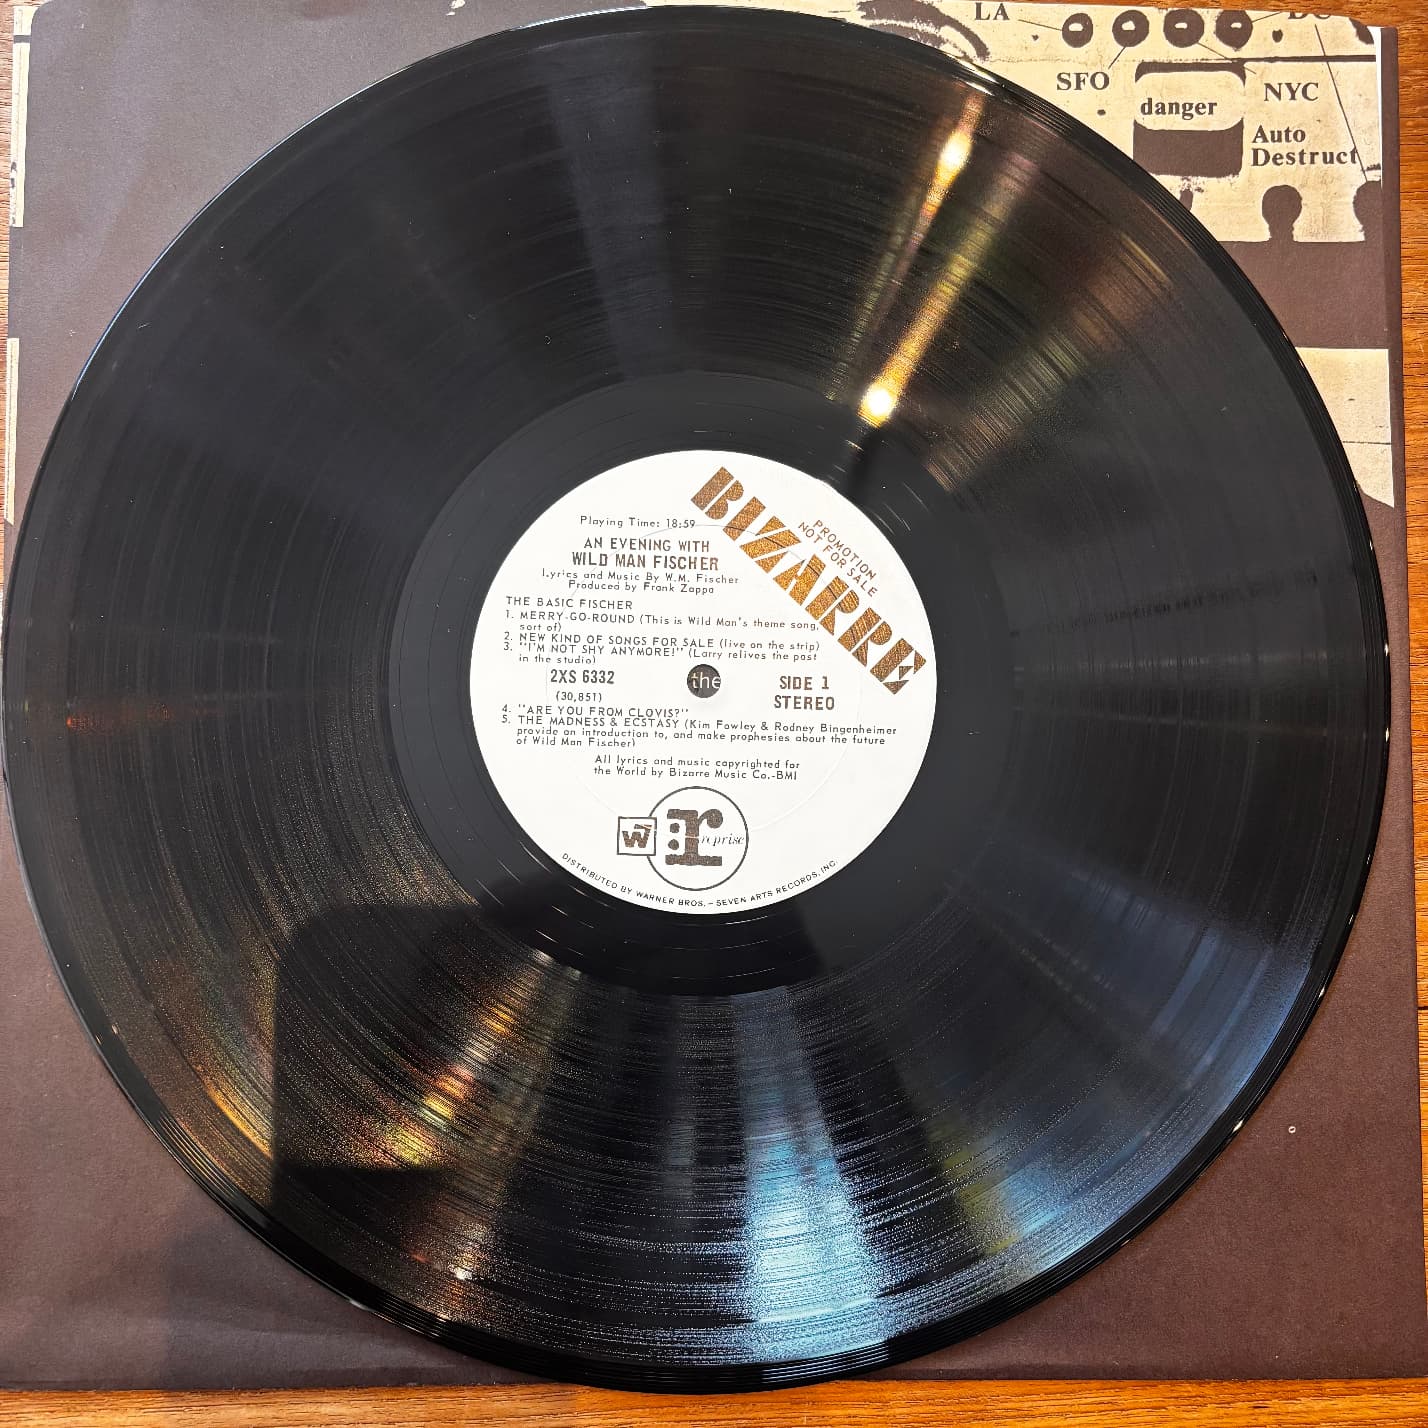 LA
SFO
danger
NYC
Auto
Destruct
BIZARRE
PROMOTION
NOT FOR SALE
Playing Time: 18:59
AN EVENING WITH
WILD MAN FISCHER
Lyrics and Music By W.M. Fischer
Produced by Frank Zappa
THE BASIC FISCHER
1. MERRY-GO-ROUND (This is Wild Man's theme song,
sort of)
2. NEW KIND OF SONGS FOR SALE (live on the strip)
3. "I'M NOT SHY ANYMORE!" (Larry relives the past
in the studio)
2XS 6332
(30,851)
the
SIDE 1
STEREO
4. "ARE YOU FROM CLOVIS?"
5. THE MADNESS & ECSTASY (Kim Fowley & Rodney Bingenheimer
provide an introduction to, and make prophesies about the future
of Wild Man Fischer)
All lyrics and music copyrighted for
the World by Bizarre Music Co.-BMI
W7
r:reprise
DISTRIBUTED BY WARNER BROS. – SEVEN ARTS RECORDS, INC.